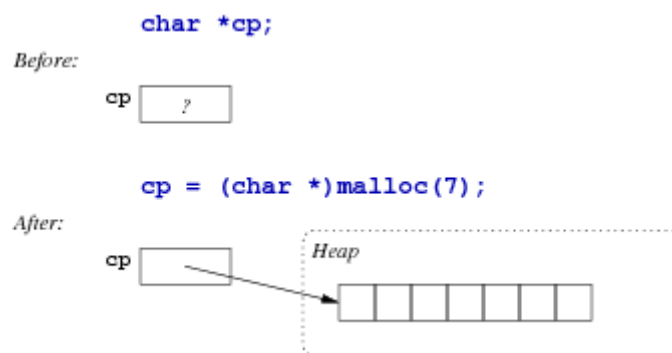 char *cp;
Before:
cp ?
cp = (char *)malloc(7);
After:
Heap
cp